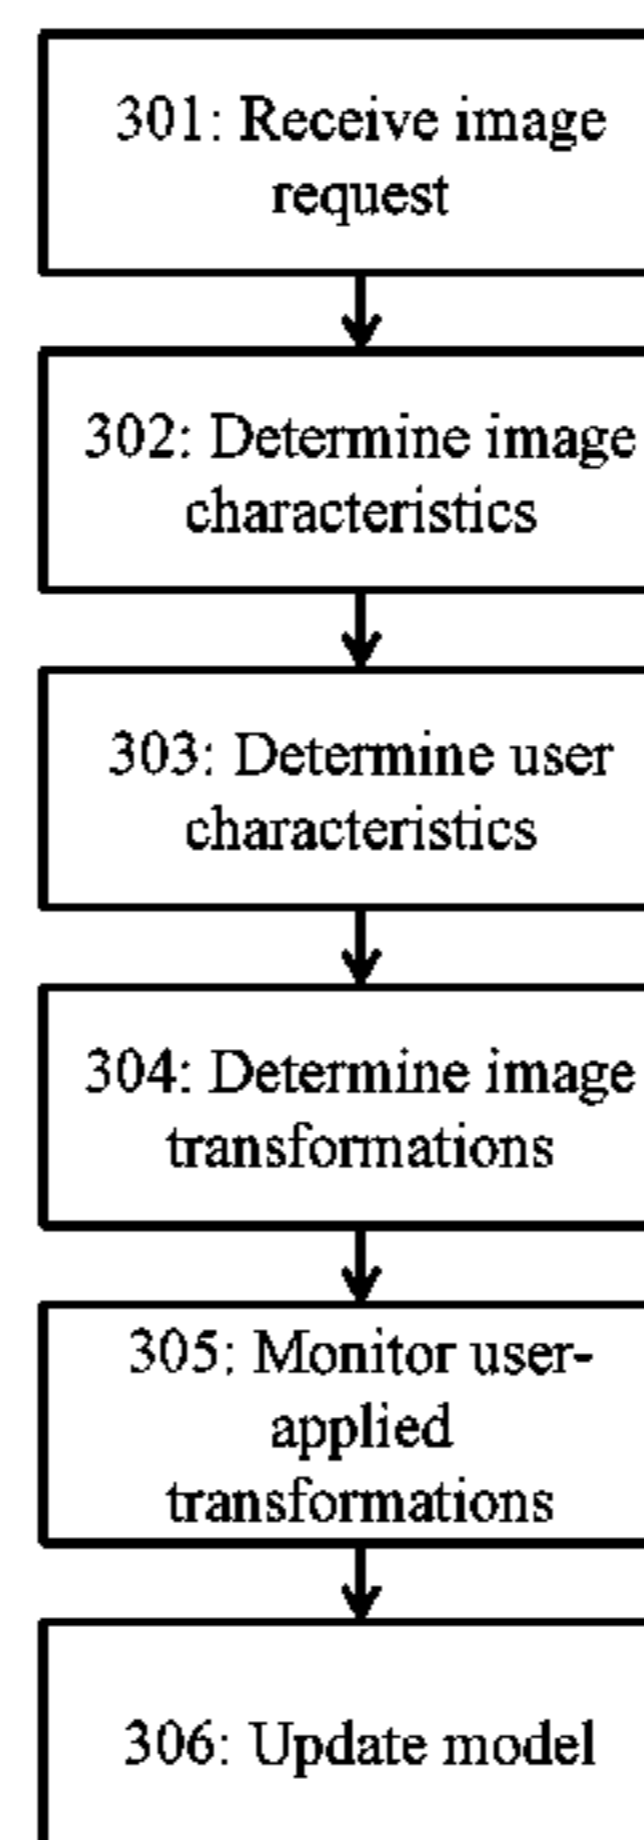 301: Receive image
request
302: Determine image
characteristics
303: Determine user
characteristics
304: Determine image
transformations
305: Monitor user-
applied
transformations
306: Update model